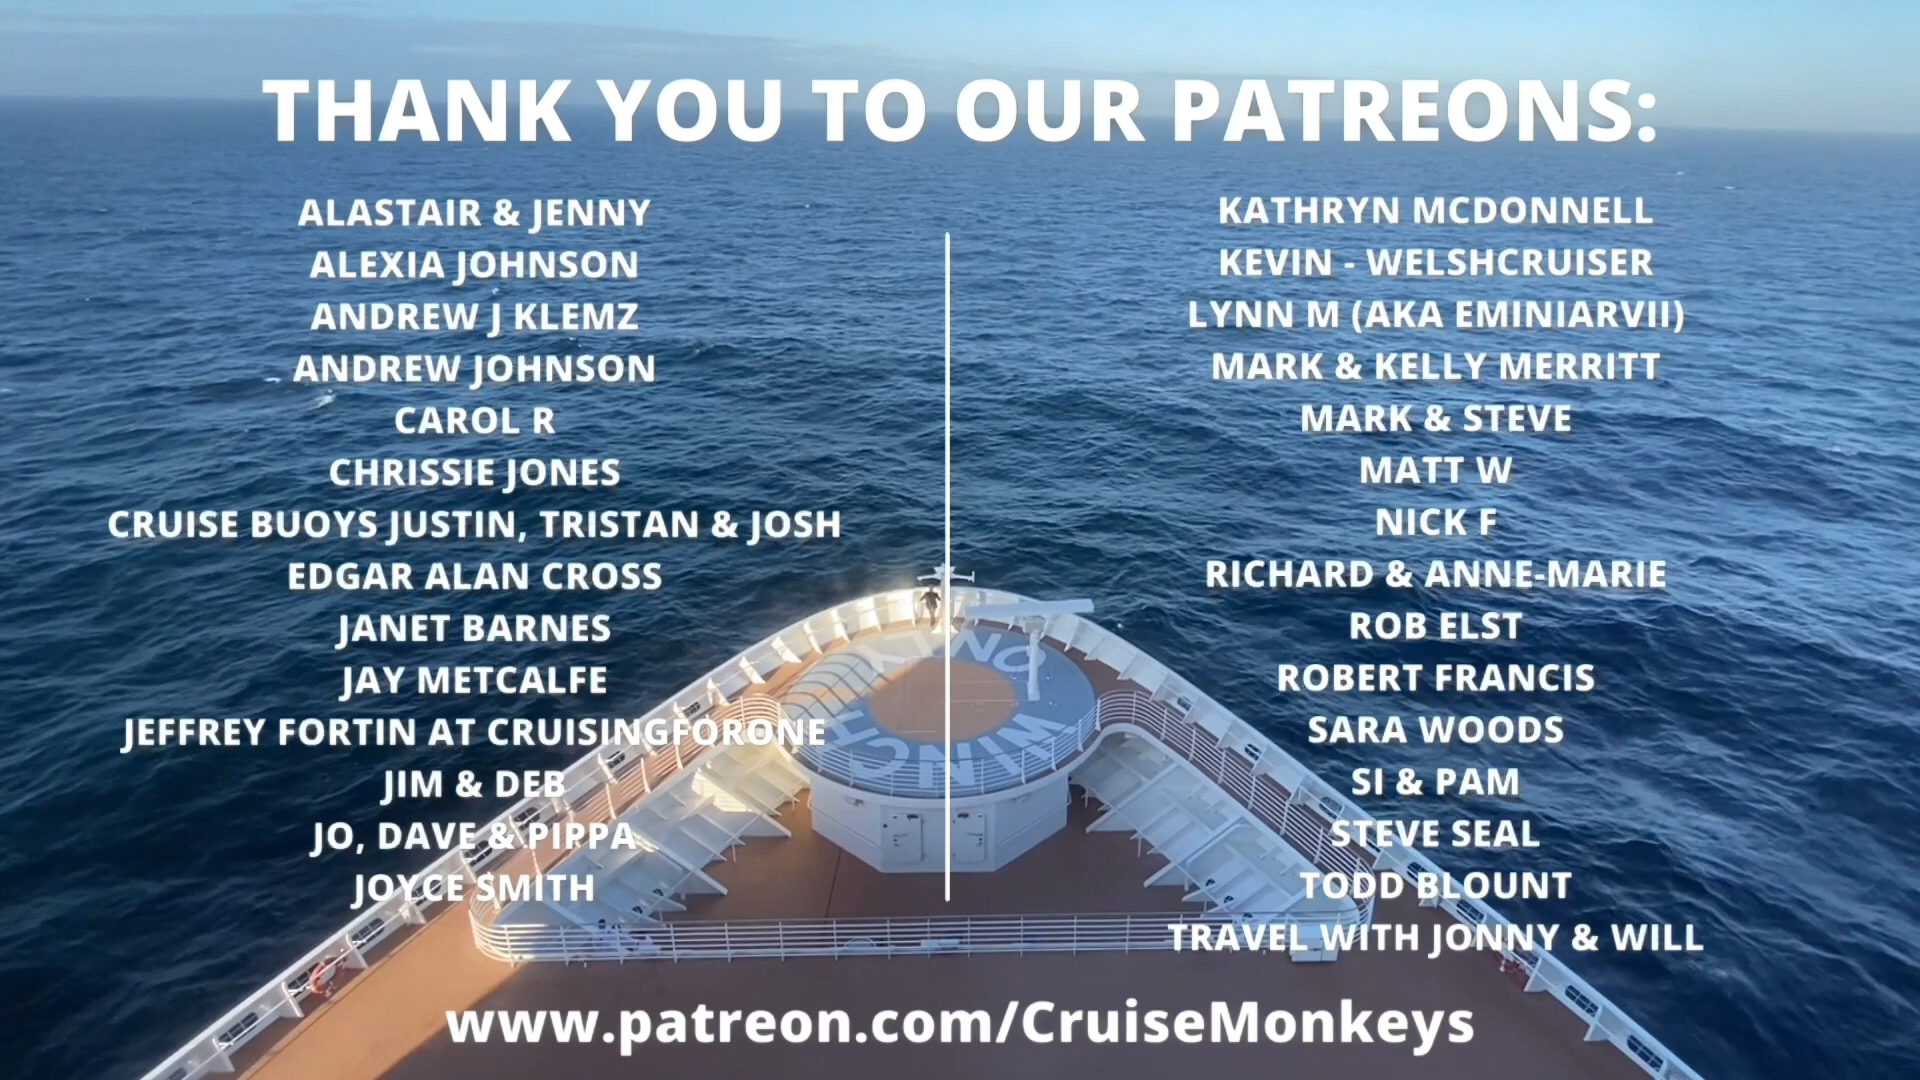 THANK YOU TO OUR PATREONS:
ALASTAIR & JENNY
ALEXIA JOHNSON
ANDREW J KLEMZ
ANDREW JOHNSON
CAROL R
CHRISSIE JONES
CRUISE BUOYS JUSTIN, TRISTAN & JOSH
EDGAR ALAN CROSS
JANET BARNES
JAY METCALFE
JEFFREY FORTIN AT CRUISINGFORONE
JIM & DEB
JO, DAVE & PIPPA
JOYCE SMITH
KATHRYN MCDONNELL
KEVIN - WELSHCRUISER
LYNN M (AKA EMINIARVII)
MARK & KELLY MERRITT
MARK & STEVE
MATT W
NICK F
RICHARD & ANNE-MARIE
ROB ELST
ROBERT FRANCIS
SARA WOODS
SI & PAM
STEVE SEAL
TODD BLOUNT
TRAVEL WITH JONNY & WILL
WINCH ONLY
www.patreon.com/CruiseMonkeys